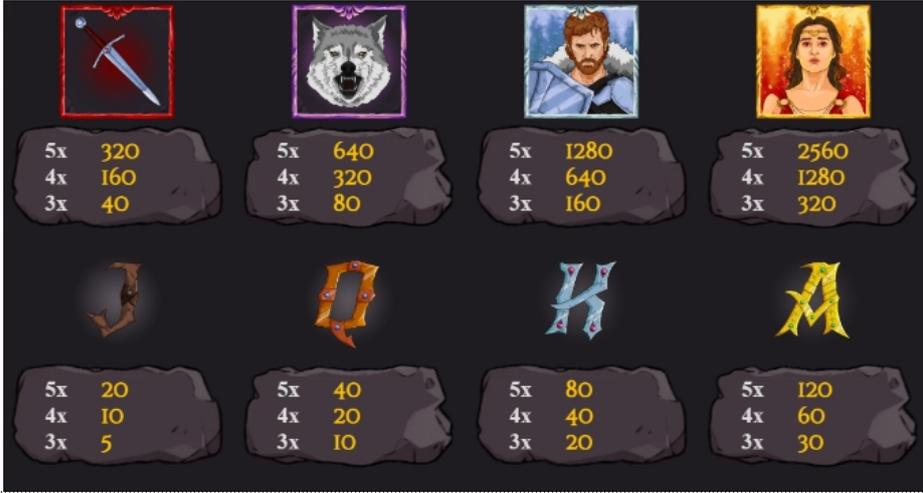 5x 320
4x 160
3x 40
5x 640
4x 320
3x 80
5x 1280
4x 640
3x 160
5x 2560
4x 1280
3x 320
J
Q
K
A
5x 20
4x 10
3x 5
5x 40
4x 20
3x 10
5x 80
4x 40
3x 20
5x 120
4x 60
3x 30